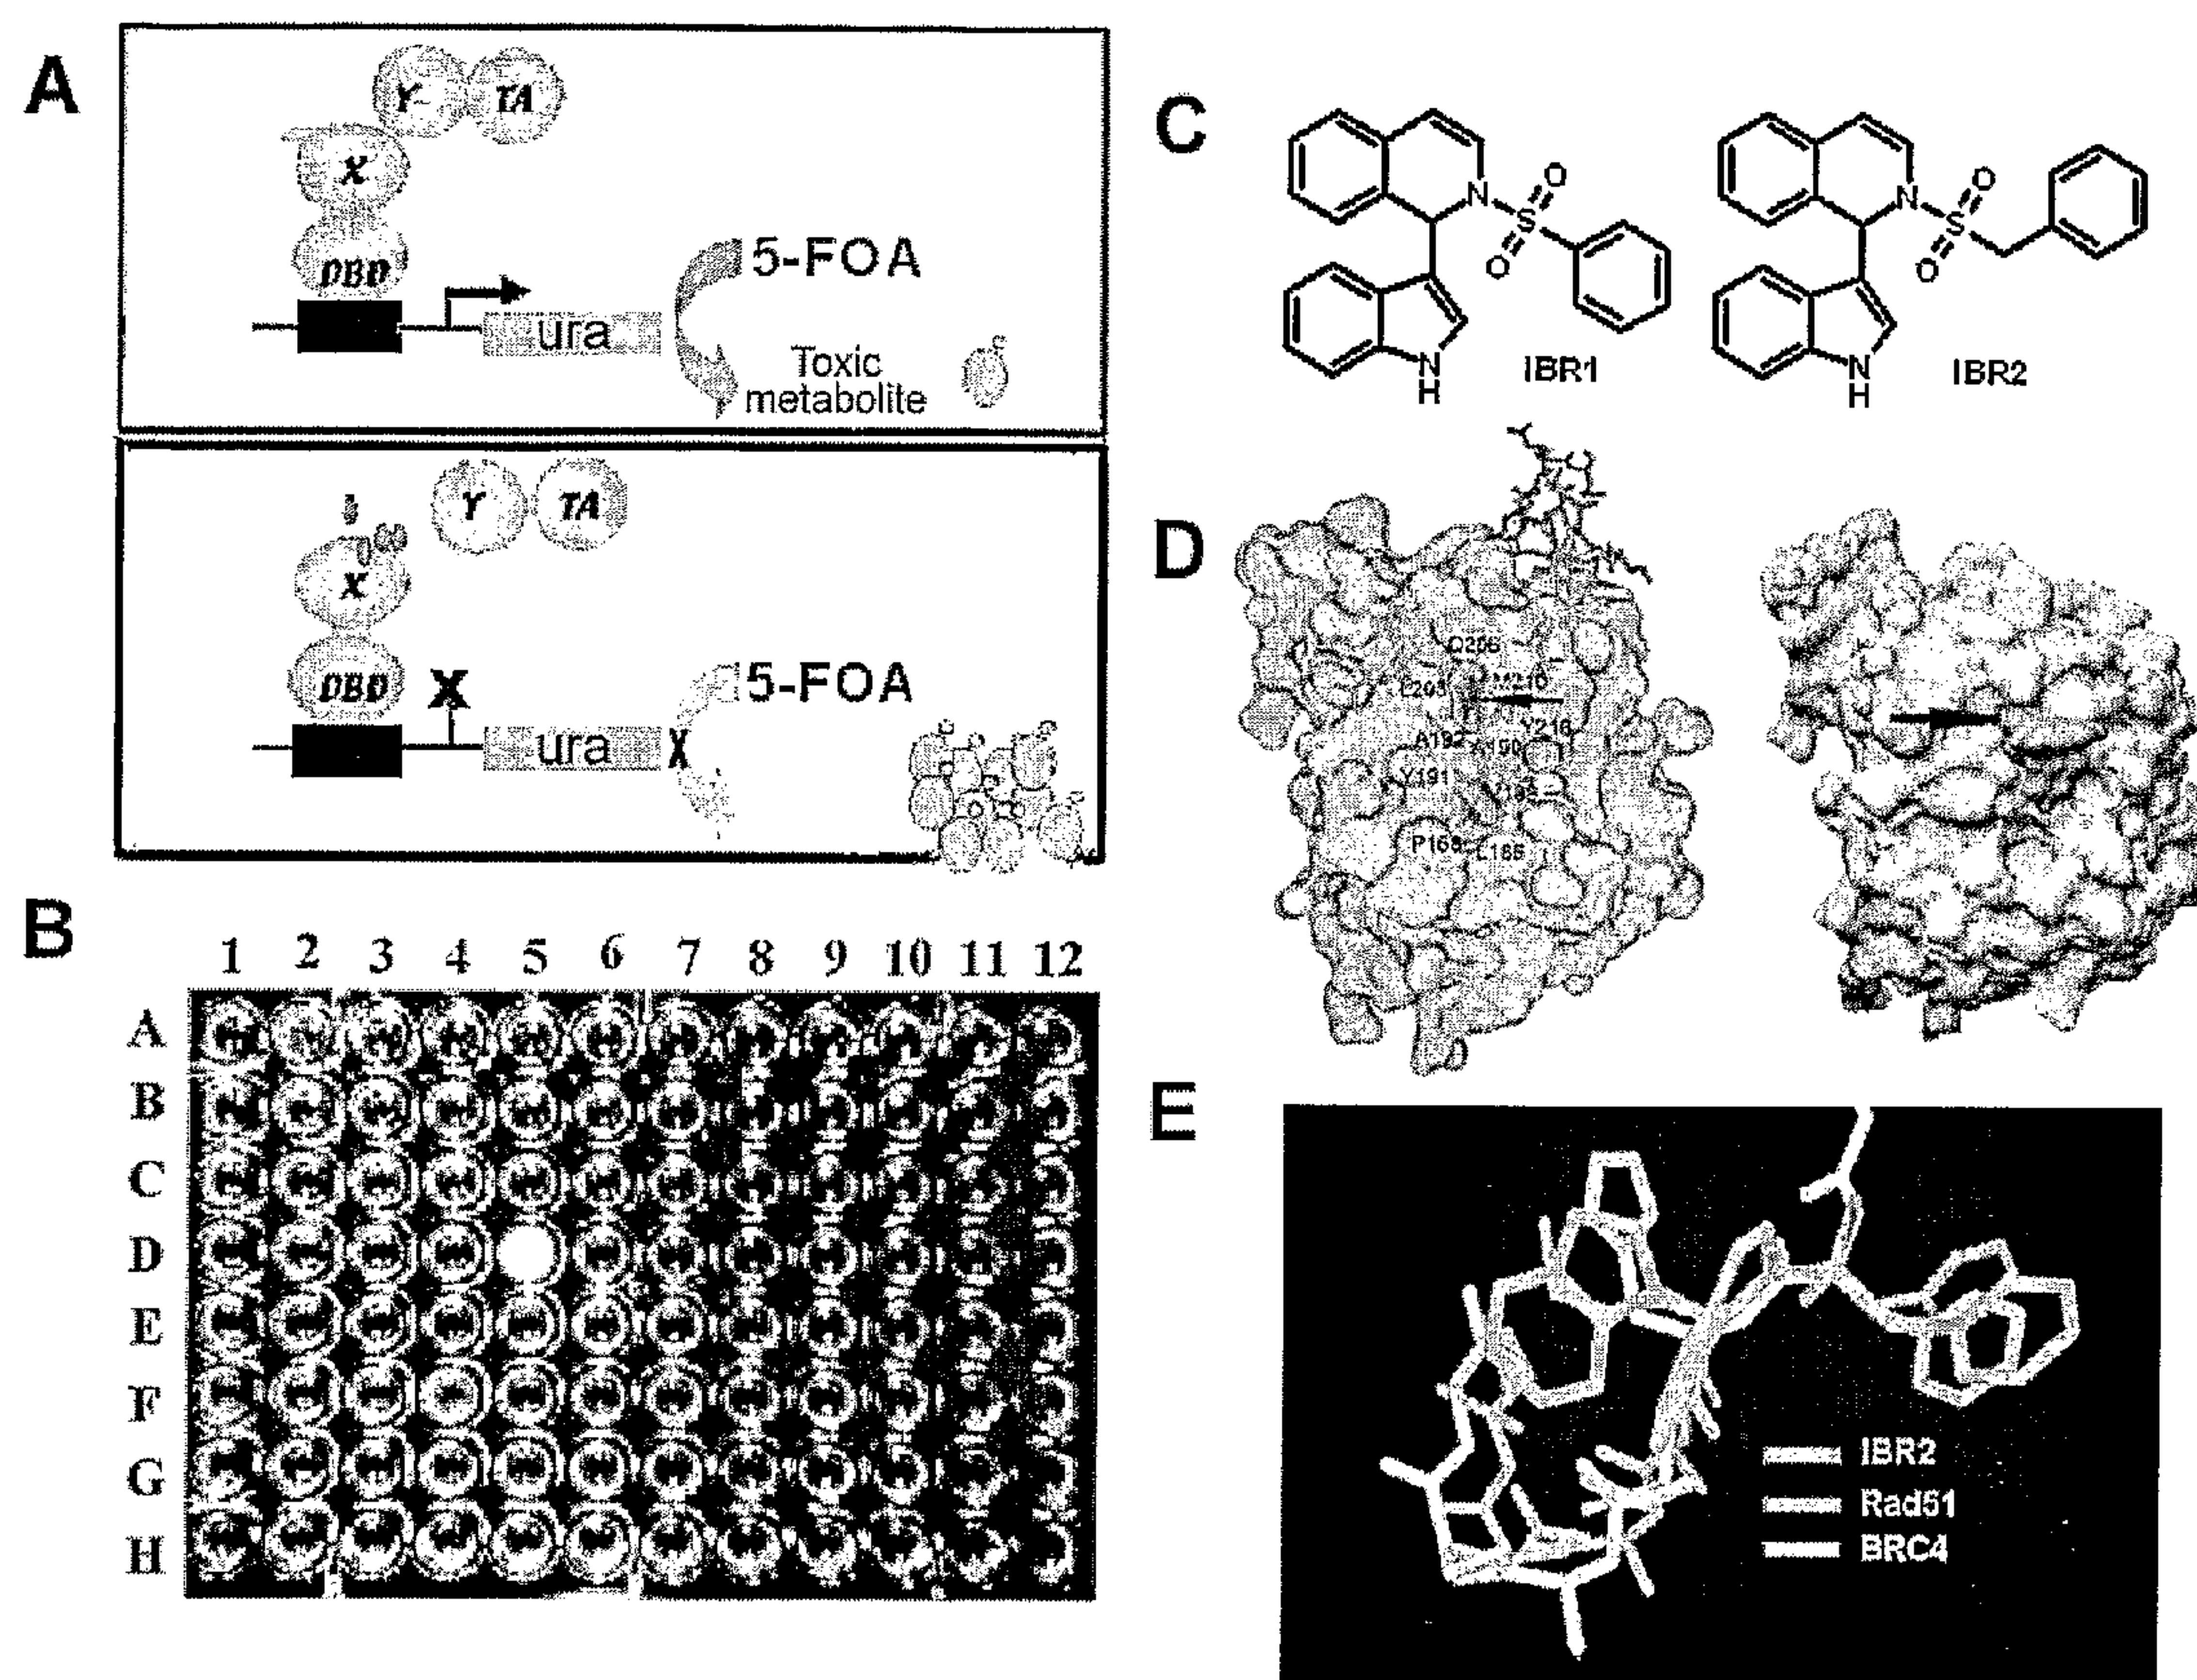 A
Y
TA
X
DBD
5-FOA
ura
Toxic
metabolite
Y
TA
X
DBD
X
5-FOA
ura
X
B
1 2 3 4 5 6 7 8 9 10 11 12
A
B
C
D
E
F
G
H
C
N
S
O
O
N
H
IBR1
N
S
O
O
N
H
IBR2
D
Q206
L203
Y216
A192
A190
Y191
P168
L186
E
IBR2
Rad51
BRC4